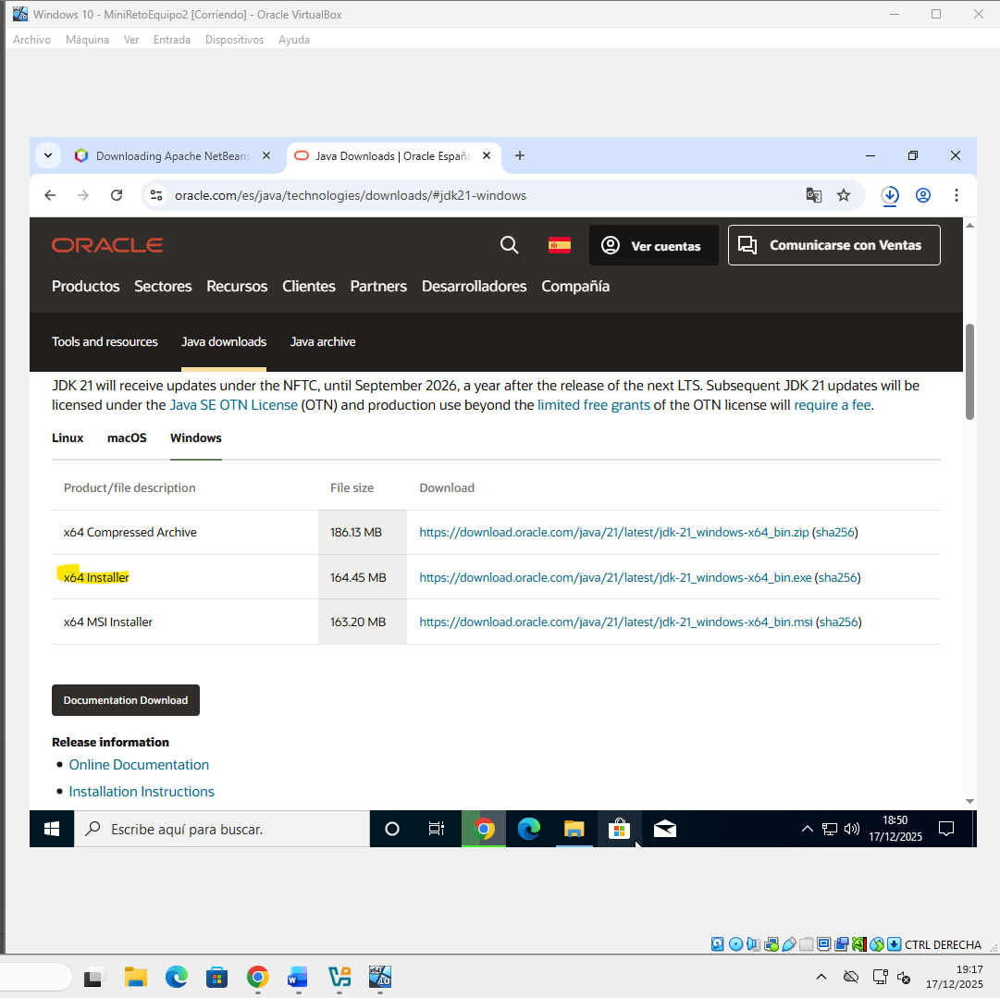 Windows 10 - MiniRetoEquipo2 [Corriendo] - Oracle VirtualBox
Archivo Máquina Ver Entrada Dispositivos Ayuda
Downloading Apache NetBeans
Java Downloads | Oracle España
oracle.com/es/java/technologies/downloads/#jdk21-windows
ORACLE
Ver cuentas
Comunicarse con Ventas
Productos Sectores Recursos Clientes Partners Desarrolladores Compañía
Tools and resources Java downloads Java archive
JDK 21 will receive updates under the NFTC, until September 2026, a year after the release of the next LTS. Subsequent JDK 21 updates will be
licensed under the Java SE OTN License (OTN) and production use beyond the limited free grants of the OTN license will require a fee.
Linux macOS Windows
Product/file description File size Download
x64 Compressed Archive 186.13 MB https://download.oracle.com/java/21/latest/jdk-21_windows-x64_bin.zip (sha256)
x64 Installer 164.45 MB https://download.oracle.com/java/21/latest/jdk-21_windows-x64_bin.exe (sha256)
x64 MSI Installer 163.20 MB https://download.oracle.com/java/21/latest/jdk-21_windows-x64_bin.msi (sha256)
Documentation Download
Release information
Online Documentation
Installation Instructions
Escribe aquí para buscar.
18:50
17/12/2025
CTRL DERECHA
19:17
17/12/2025